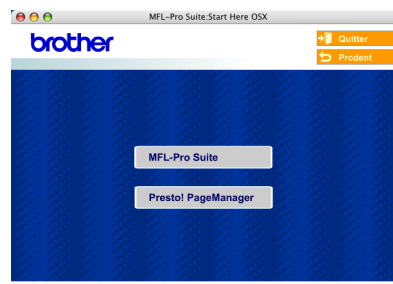 MFL-Pro Suite:Start Here OSX
brother
Quitter
Prcdent
MFL-Pro Suite
Presto! PageManager